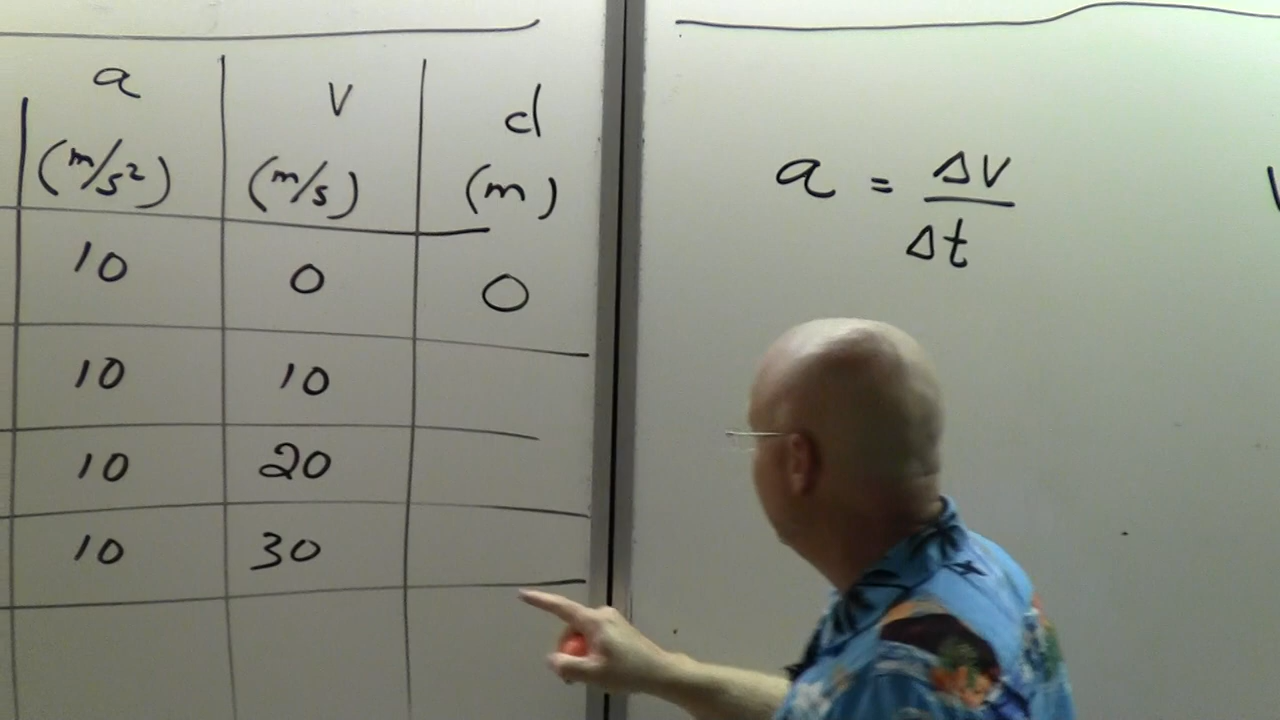 a v d
(m/s²) (m/s) (m)
10 0 0
10 10
10 20
10 30
a = Δv/Δt